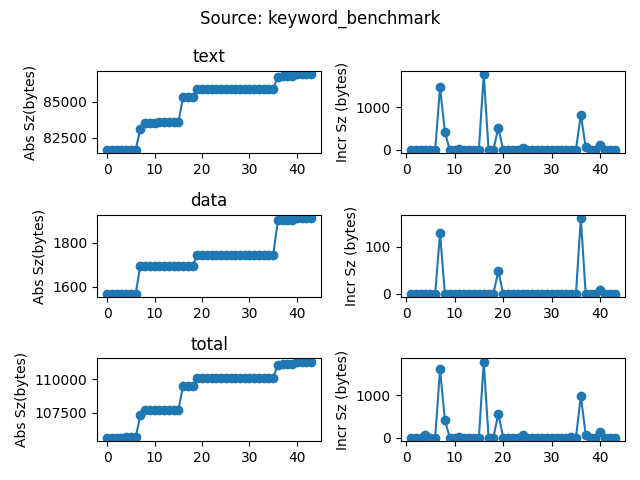 Source: keyword_benchmark
text
Abs Sz(bytes)
85000
82500
0 10 20 30 40
Incr Sz (bytes)
1000
0
0 10 20 30 40
data
Abs Sz(bytes)
1800
1600
0 10 20 30 40
Incr Sz (bytes)
100
0
0 10 20 30 40
total
Abs Sz(bytes)
110000
107500
0 10 20 30 40
Incr Sz (bytes)
1000
0
0 10 20 30 40